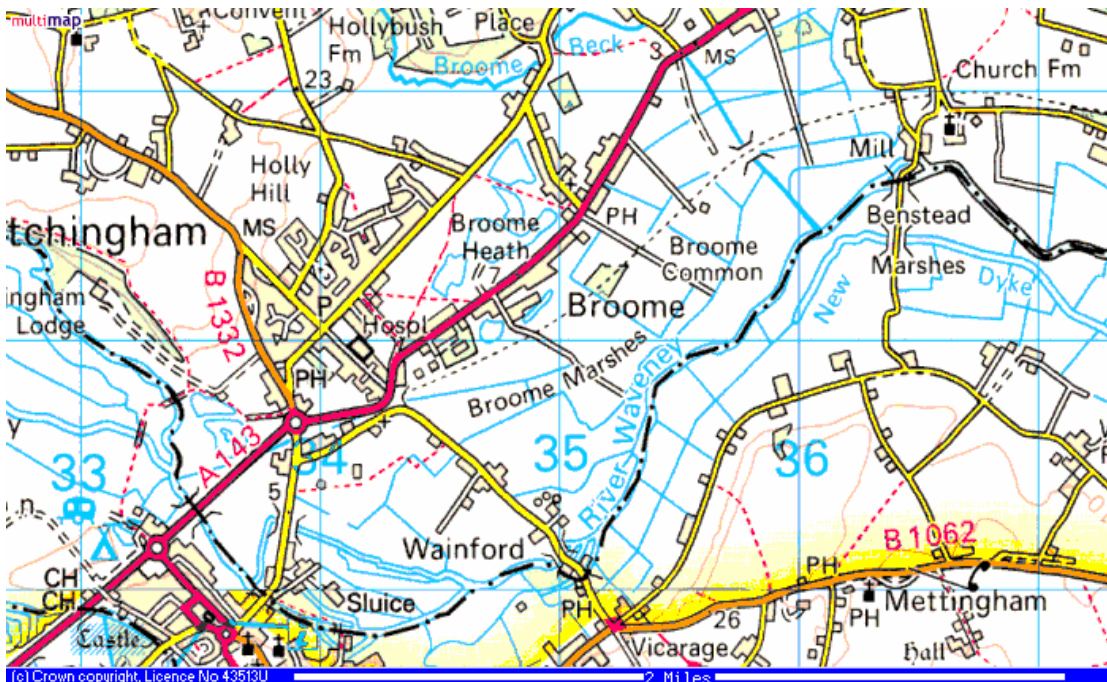 multimap
Convent
Hollybush
Fm
Place
Broome
Beck
3
MS
Church Fm
23
Mill
Holly
Hill
MS
tchingham
Broome
Heath
7
PH
Broome
Common
Benstead
Marshes
New
Dyke
ingham
Lodge
B 1332
P
Hospl
Broome
PH
Broome Marshes
River Waveney
A 143
y
33
34
35
36
n
5
Wainford
B 1062
CH
CH
Castle
Sluice
PH
PH
26
Vicarage
PH
Mettingham
Hall
(c) Crown copyright, Licence No 43513U
2 Miles